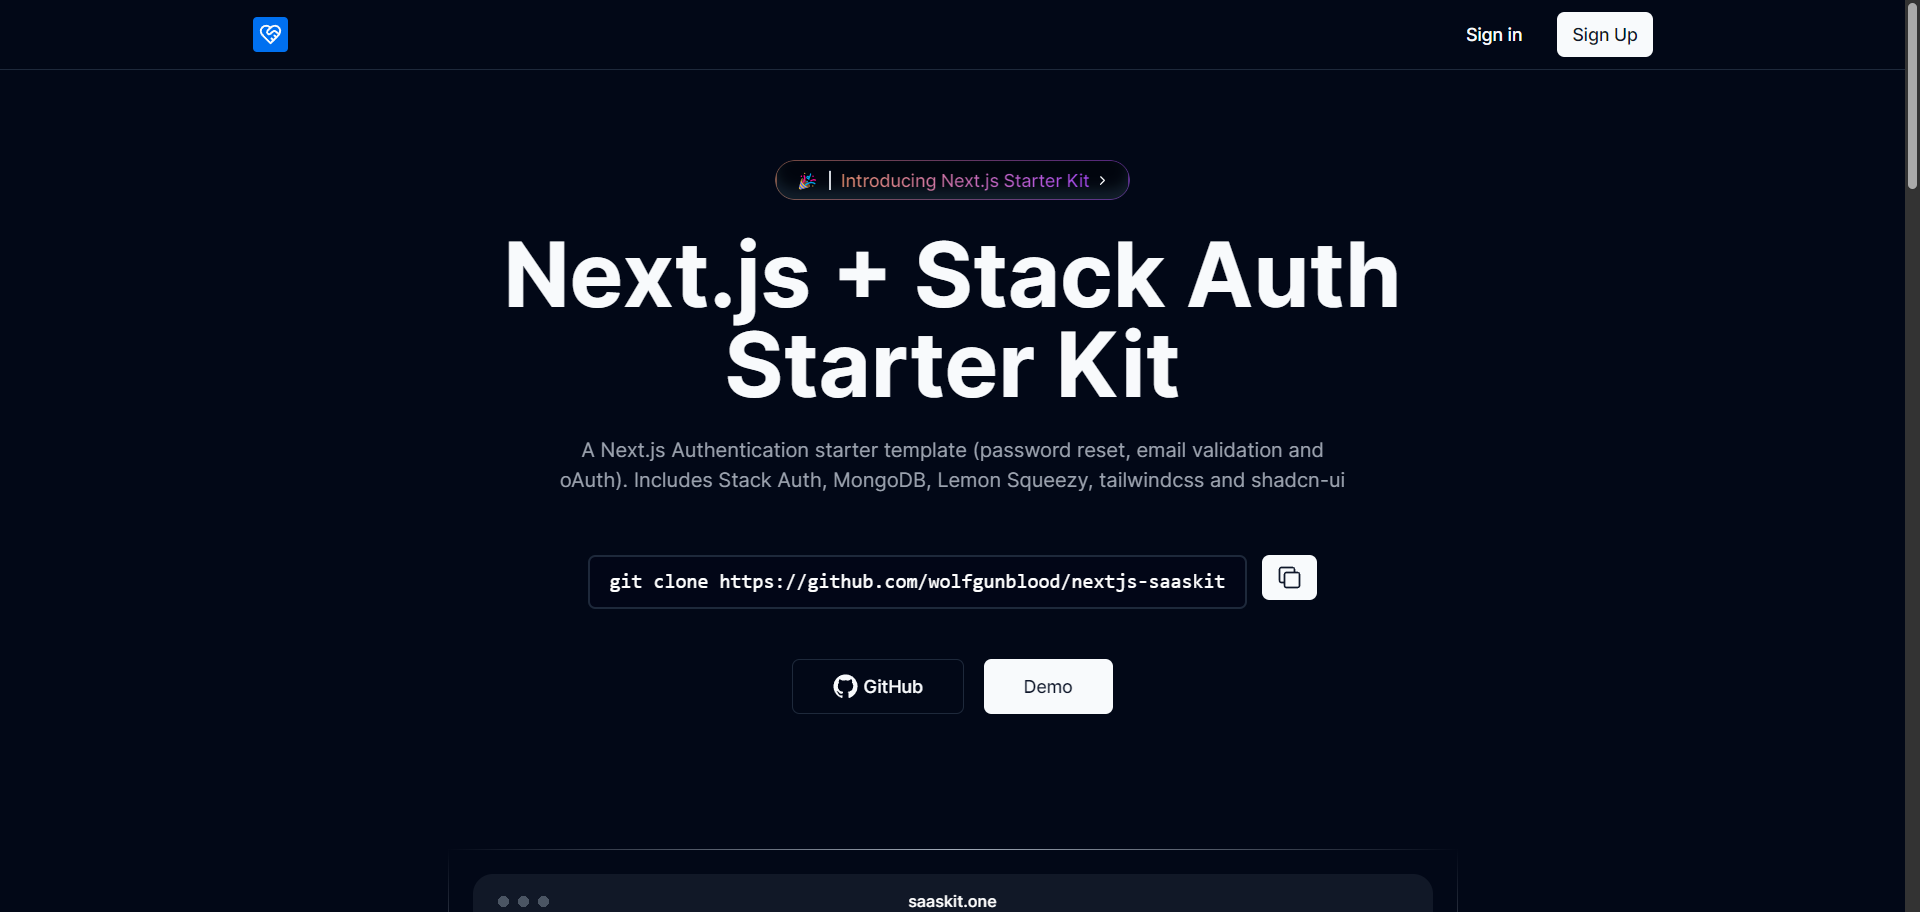 Sign in
Sign Up
🎉 | Introducing Next.js Starter Kit ›
Next.js + Stack Auth
Starter Kit
A Next.js Authentication starter template (password reset, email validation and
oAuth). Includes Stack Auth, MongoDB, Lemon Squeezy, tailwindcss and shadcn-ui
git clone https://github.com/wolfgunblood/nextjs-saaskit
GitHub
Demo
saaskit.one